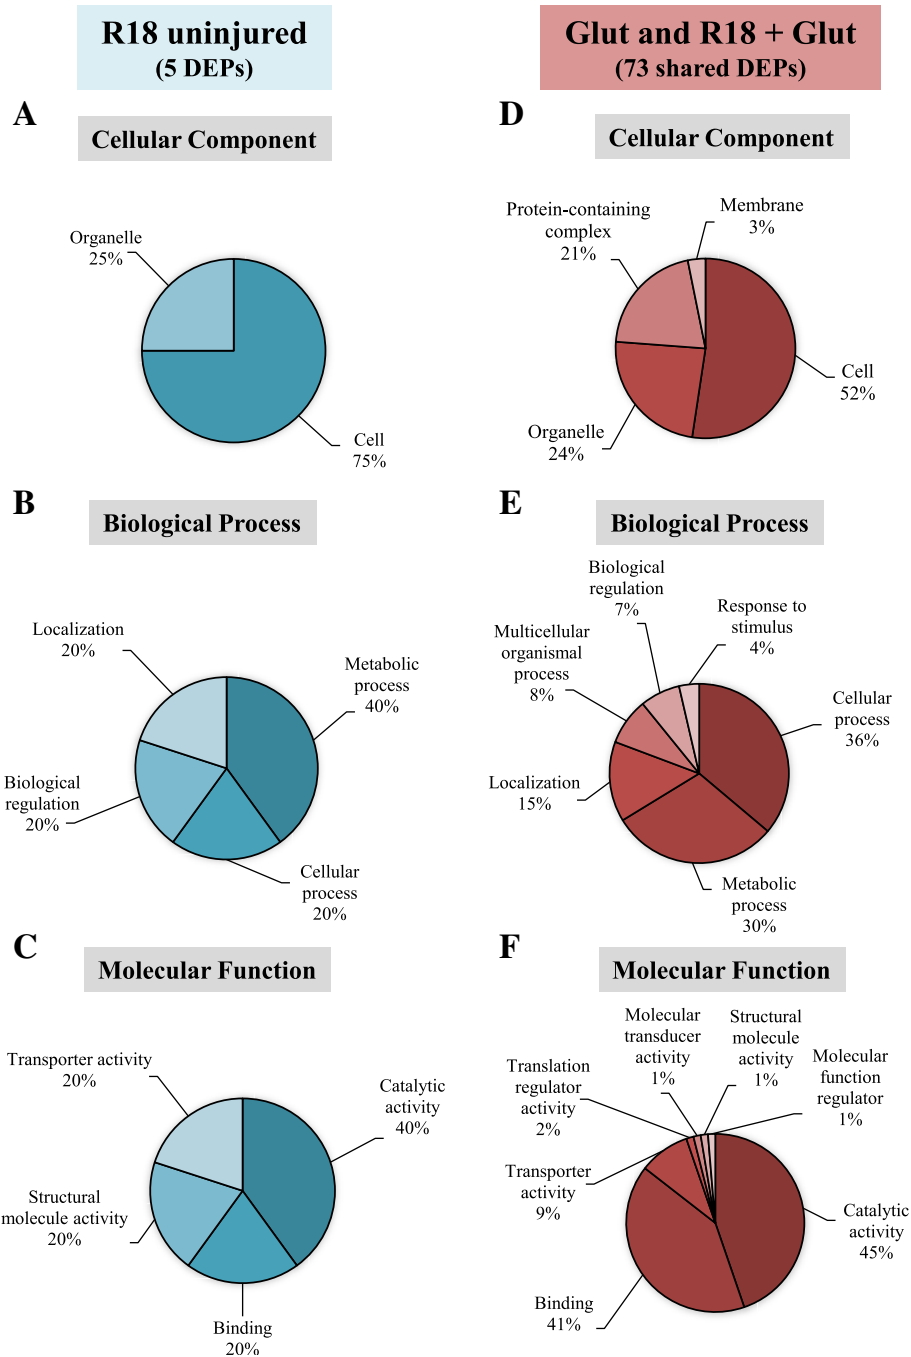 R18 uninjured
(5 DEPs)
Glut and R18 + Glut
(73 shared DEPs)
A
Cellular Component
Organelle
25%
Cell
75%
D
Cellular Component
Protein-containing
complex
21%
Membrane
3%
Cell
52%
Organelle
24%
B
Biological Process
Localization
20%
Metabolic
process
40%
Biological
regulation
20%
Cellular
process
20%
E
Biological Process
Biological
regulation
7%
Response to
stimulus
4%
Multicellular
organismal
process
8%
Cellular
process
36%
Localization
15%
Metabolic
process
30%
C
Molecular Function
Transporter activity
20%
Catalytic
activity
40%
Structural
molecule activity
20%
Binding
20%
F
Molecular Function
Molecular
transducer
activity
1%
Structural
molecule
activity
1%
Molecular
function
regulator
1%
Translation
regulator
activity
2%
Transporter
activity
9%
Catalytic
activity
45%
Binding
41%